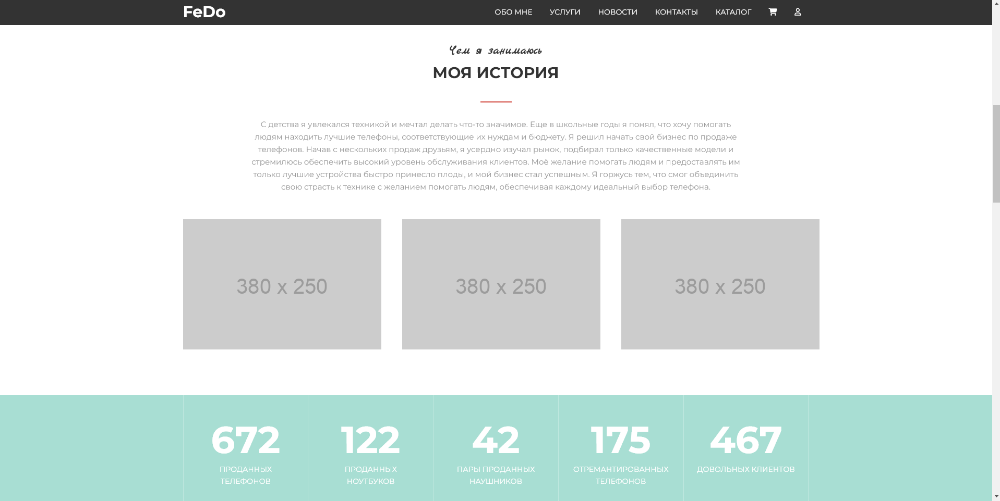 FeDo
ОБО МНЕ УСЛУГИ НОВОСТИ КОНТАКТЫ КАТАЛОГ
Чем я занимаюсь
МОЯ ИСТОРИЯ
С детства я увлекался техникой и мечтал делать что-то значимое. Еще в школьные годы я понял, что хочу помогать
людям находить лучшие телефоны, соответствующие их нуждам и бюджету. Я решил начать свой бизнес по продаже
телефонов. Начав с нескольких продаж друзьям, я усердно изучал рынок, подбирал только качественные модели и
стремилюсь обеспечить высокий уровень обслуживания клиентов. Моё желание помогать людям и предоставлять им
только лучшие устройства быстро принесло плоды, и мой бизнес стал успешным. Я горжусь тем, что смог объединить
свою страсть к технике с желанием помогать людям, обеспечивая каждому идеальный выбор телефона.
380 x 250
380 x 250
380 x 250
672
ПРОДАННЫХ
ТЕЛЕФОНОВ
122
ПРОДАННЫХ
НОУТБУКОВ
42
ПАРЫ ПРОДАННЫХ
НАУШНИКОВ
175
ОТРЕМАНТИРОВАННЫХ
ТЕЛЕФОНОВ
467
ДОВОЛЬНЫХ КЛИЕНТОВ